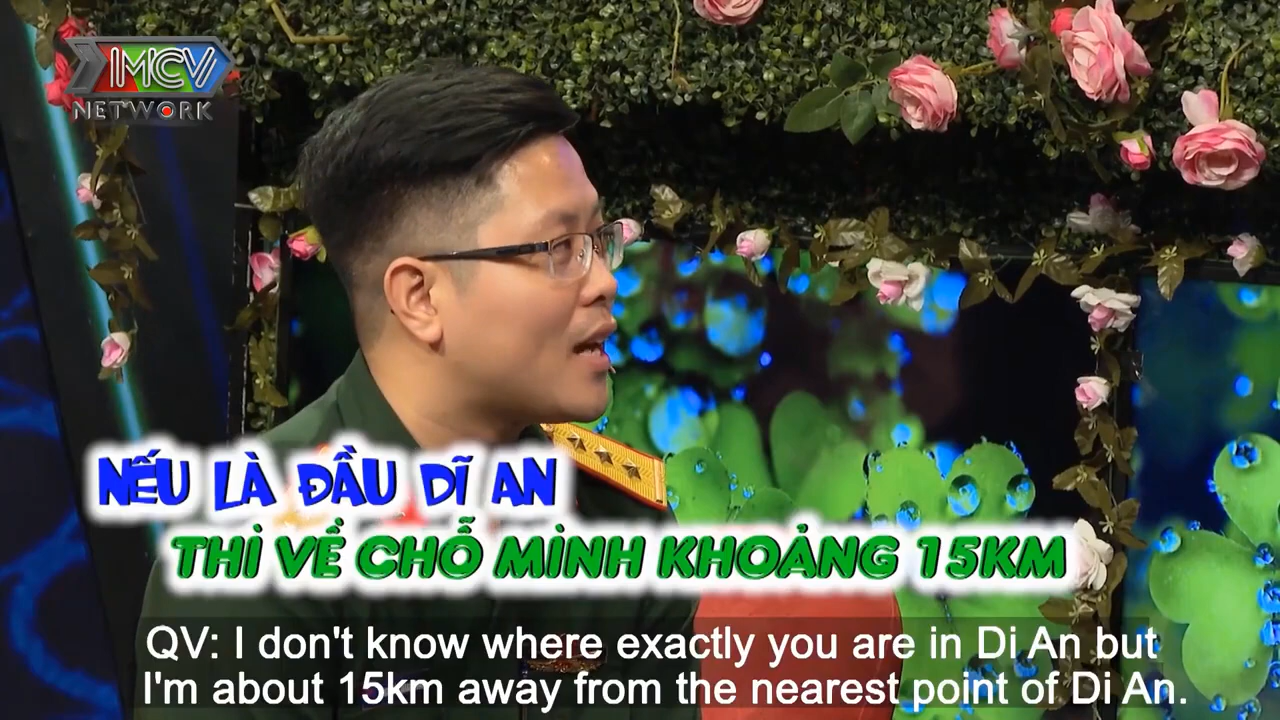 MCV
NETWORK
NẾU LÀ ĐẦU DĨ AN
THÌ VỀ CHỖ MÌNH KHOẢNG 15KM
QV: I don't know where exactly you are in Di An but
I'm about 15km away from the nearest point of Di An.